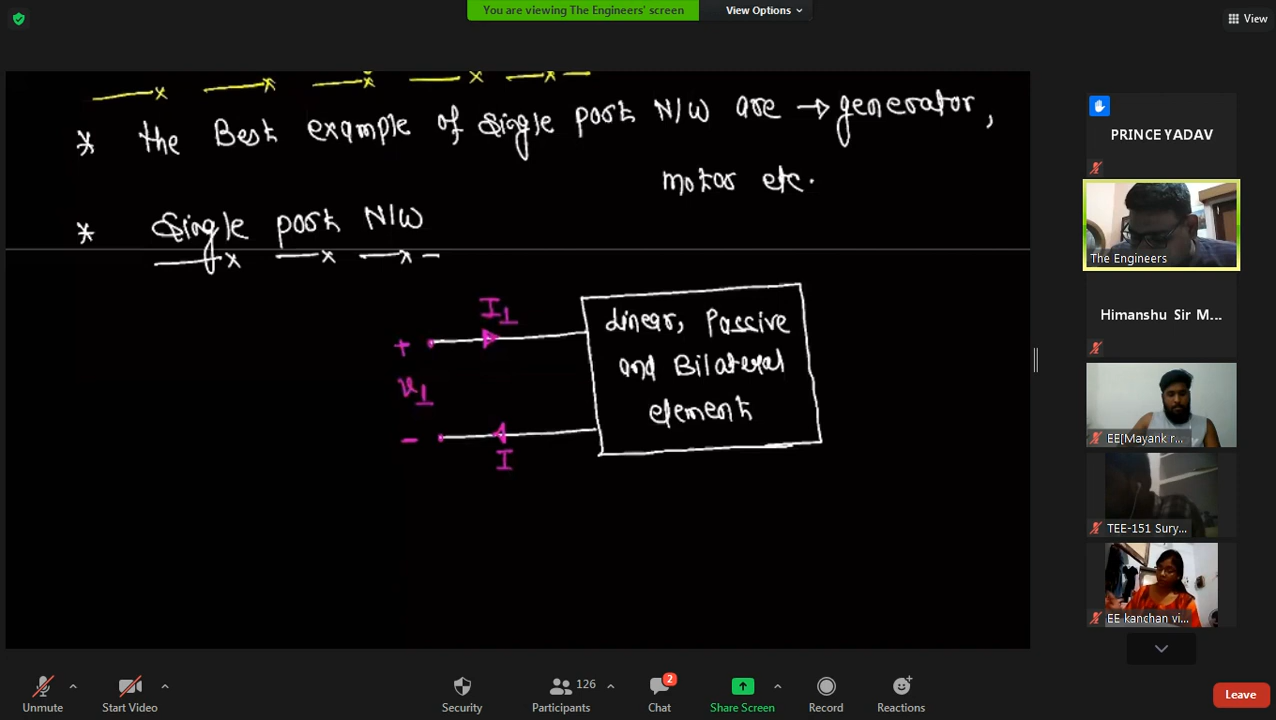 You are viewing The Engineers' screen
View Options
View
* the Best example of single port N/W are → generator,
motor etc.
* Single port N/W
I1
+
V1
-
I
Linear, Passive
and Bilateral
element
PRINCE YADAV
The Engineers
Himanshu Sir M...
EE[Mayank r...
TEE-151 Sury...
EE kanchan vi...
Unmute
Start Video
Security
126
Participants
2
Chat
Share Screen
Record
Reactions
Leave